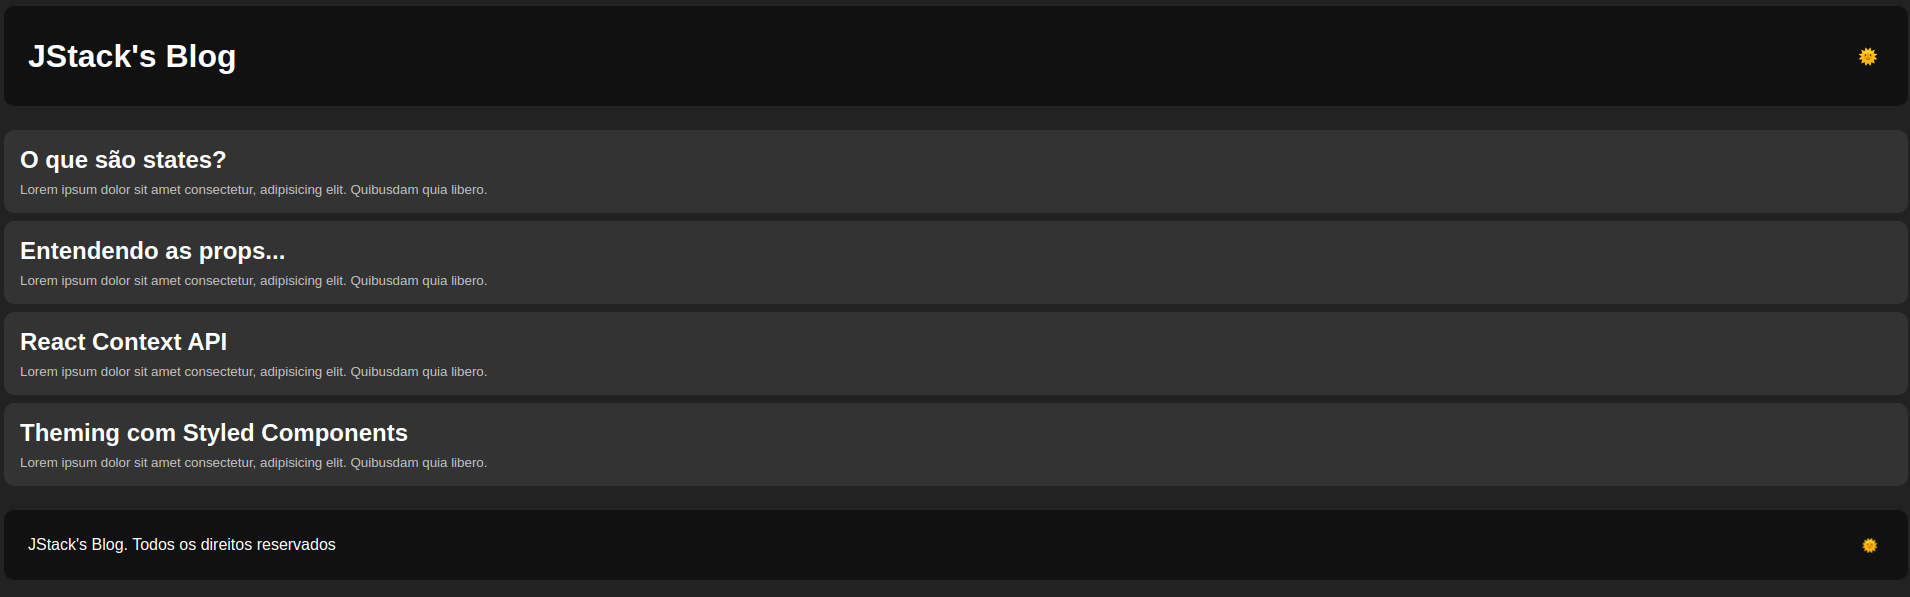 JStack's Blog
🌞
O que são states?
Lorem ipsum dolor sit amet consectetur, adipisicing elit. Quibusdam quia libero.
Entendendo as props...
Lorem ipsum dolor sit amet consectetur, adipisicing elit. Quibusdam quia libero.
React Context API
Lorem ipsum dolor sit amet consectetur, adipisicing elit. Quibusdam quia libero.
Theming com Styled Components
Lorem ipsum dolor sit amet consectetur, adipisicing elit. Quibusdam quia libero.
JStack's Blog. Todos os direitos reservados
🌞